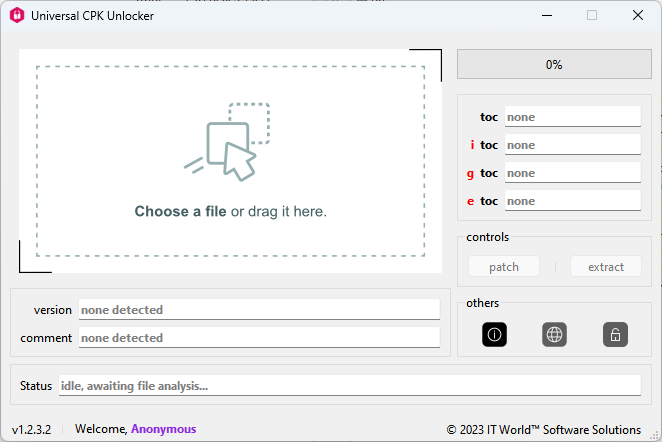 Universal CPK Unlocker
Choose a file or drag it here.
0%
toc none
i toc none
g toc none
e toc none
controls
patch extract
version none detected
comment none detected
others
Status idle, awaiting file analysis...
v1.2.3.2 Welcome, Anonymous © 2023 IT World™ Software Solutions